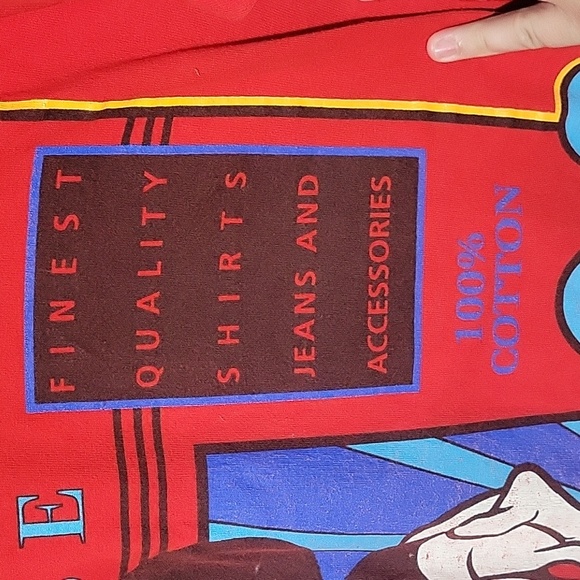 FINEST
QUALITY
SHIRTS
JEANS AND
ACCESSORIES
100%
COTTON
E